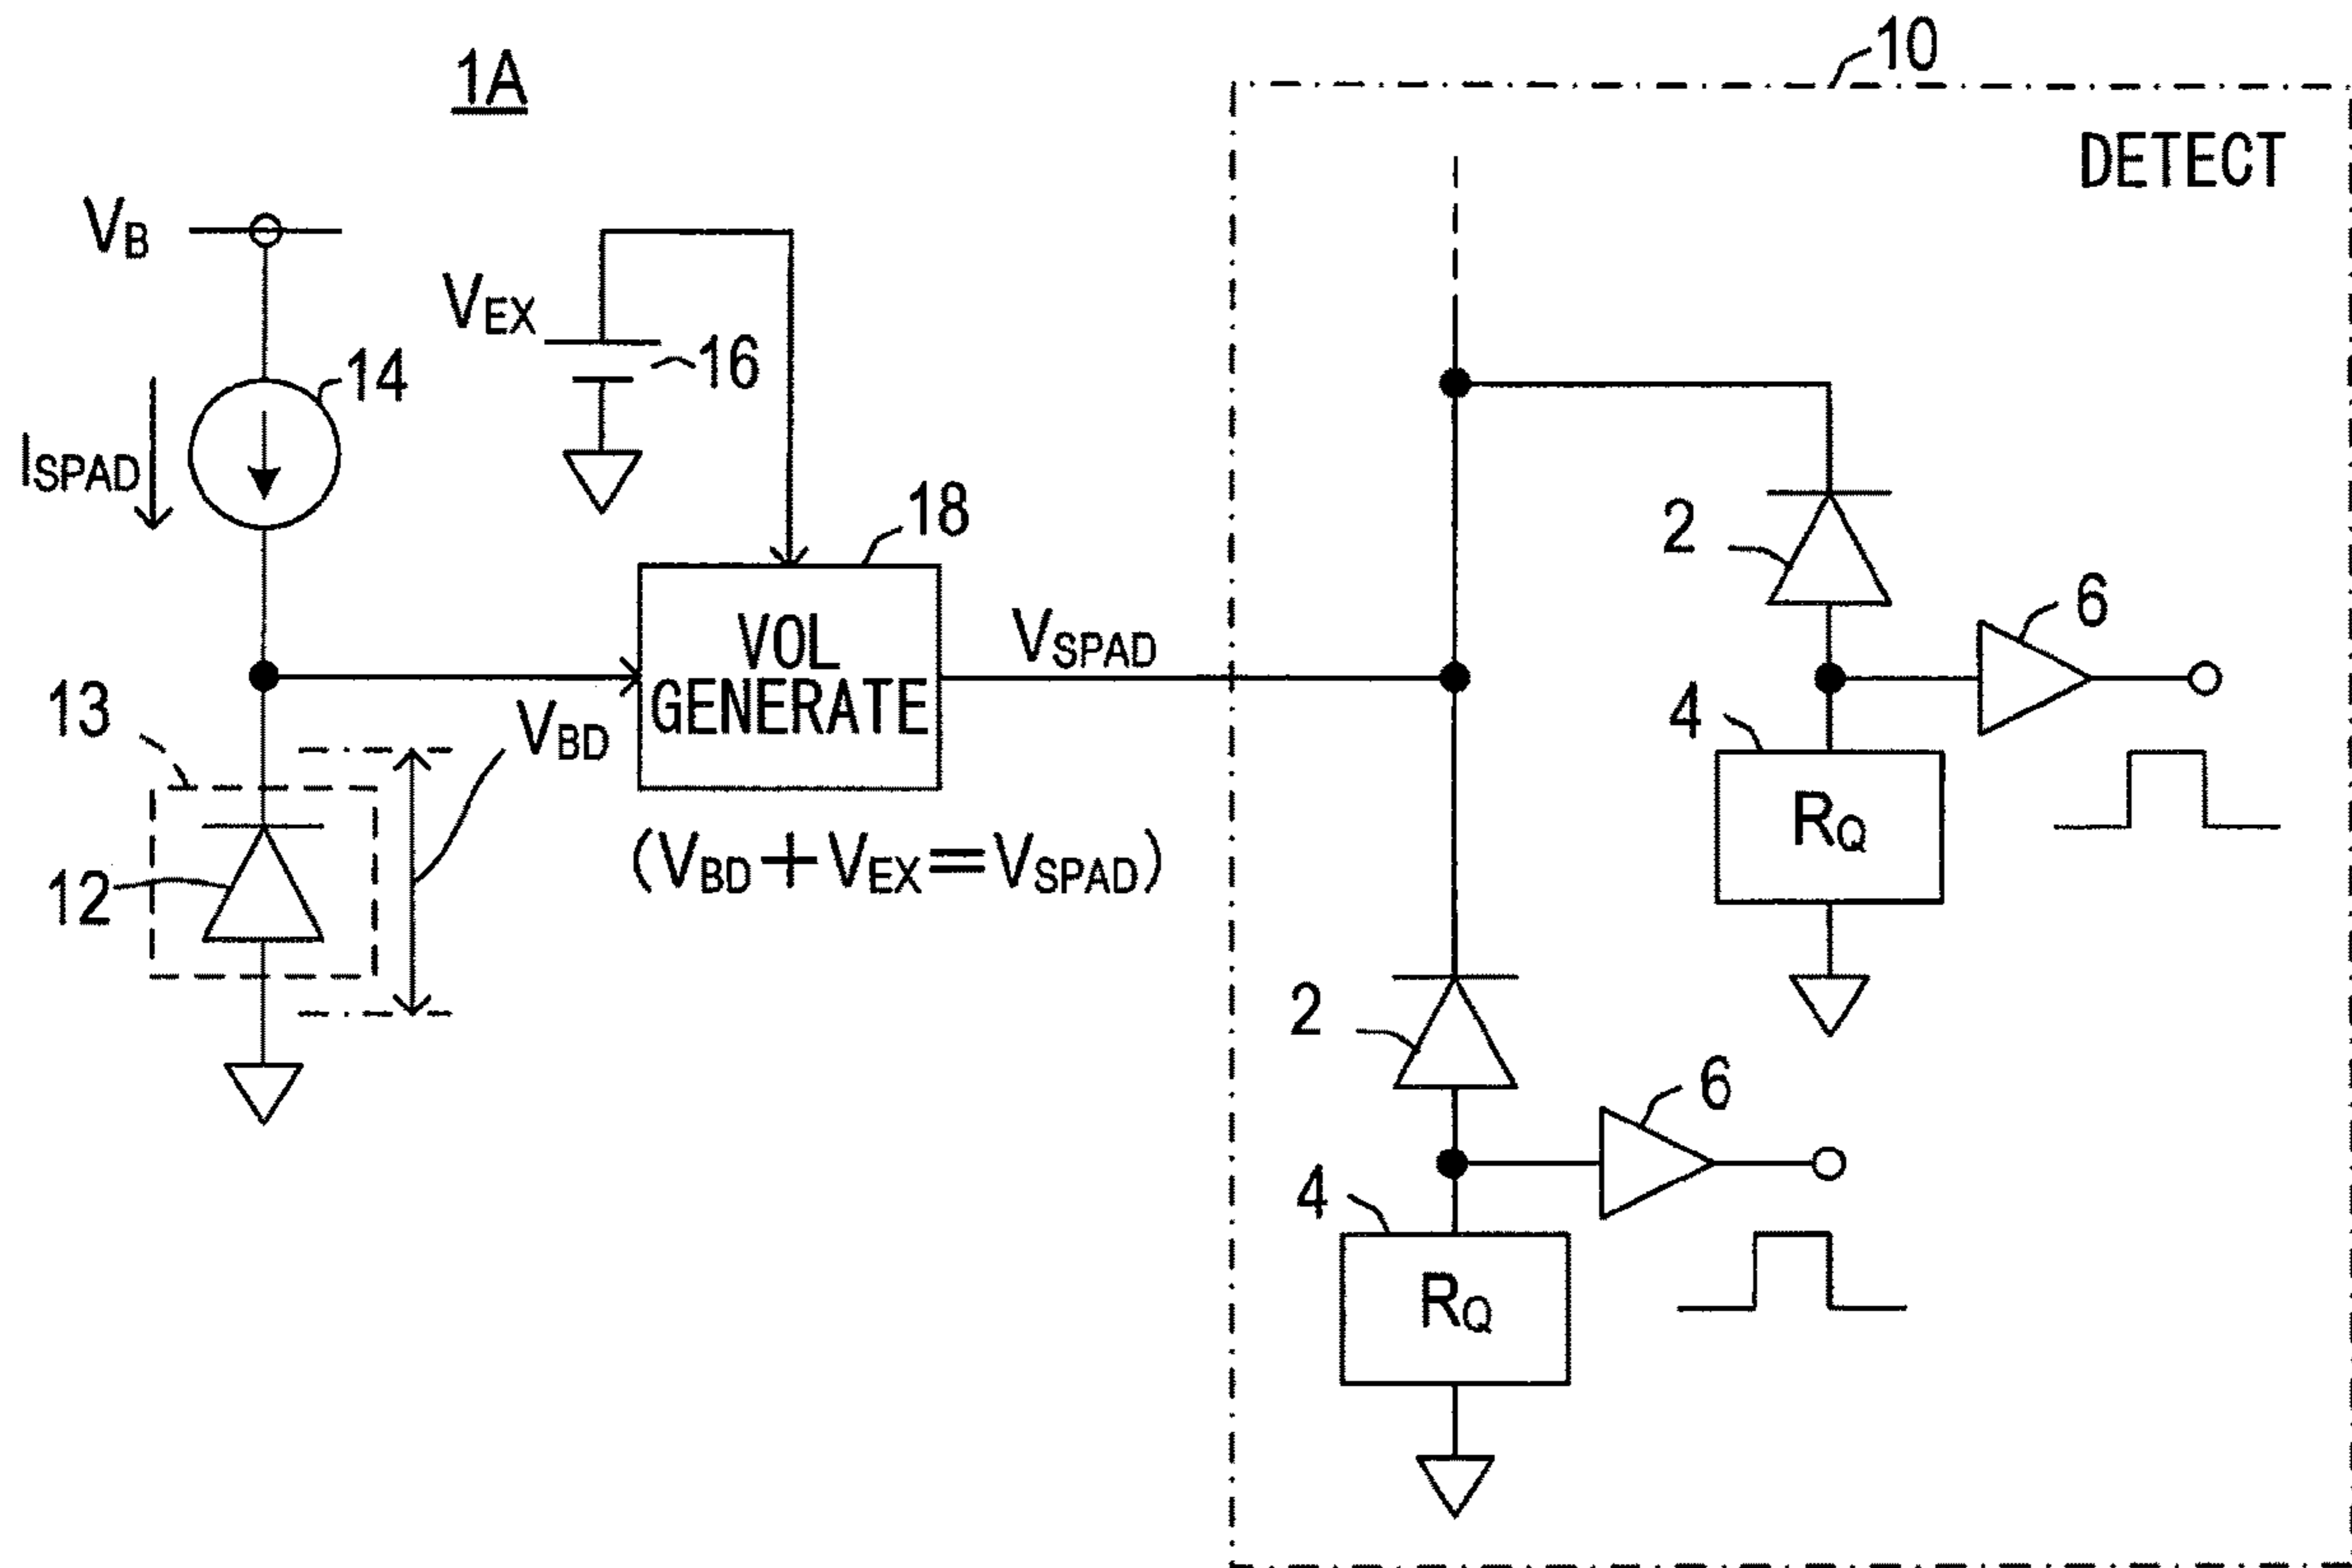 1A
10
DETECT
VB
VEX
16
14
ISPAD
18
VOL
GENERATE
VSPAD
2
6
13
VBD
4
RQ
(VBD+VEX=VSPAD)
12
2
6
4
RQ